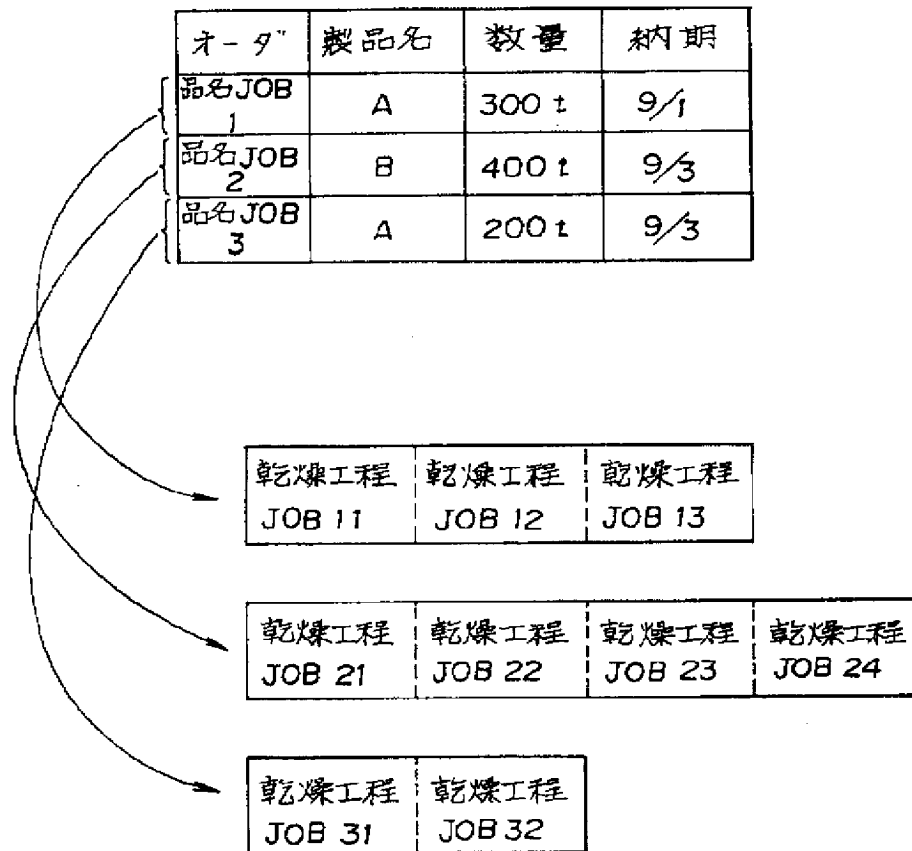 オーダ 製品名 数量 納期
品名JOB 1 A 300t 9/1
品名JOB 2 B 400t 9/3
品名JOB 3 A 200t 9/3
乾燥工程 乾燥工程 乾燥工程
JOB 11 JOB 12 JOB 13
乾燥工程 乾燥工程 乾燥工程 乾燥工程
JOB 21 JOB 22 JOB 23 JOB 24
乾燥工程 乾燥工程
JOB 31 JOB 32